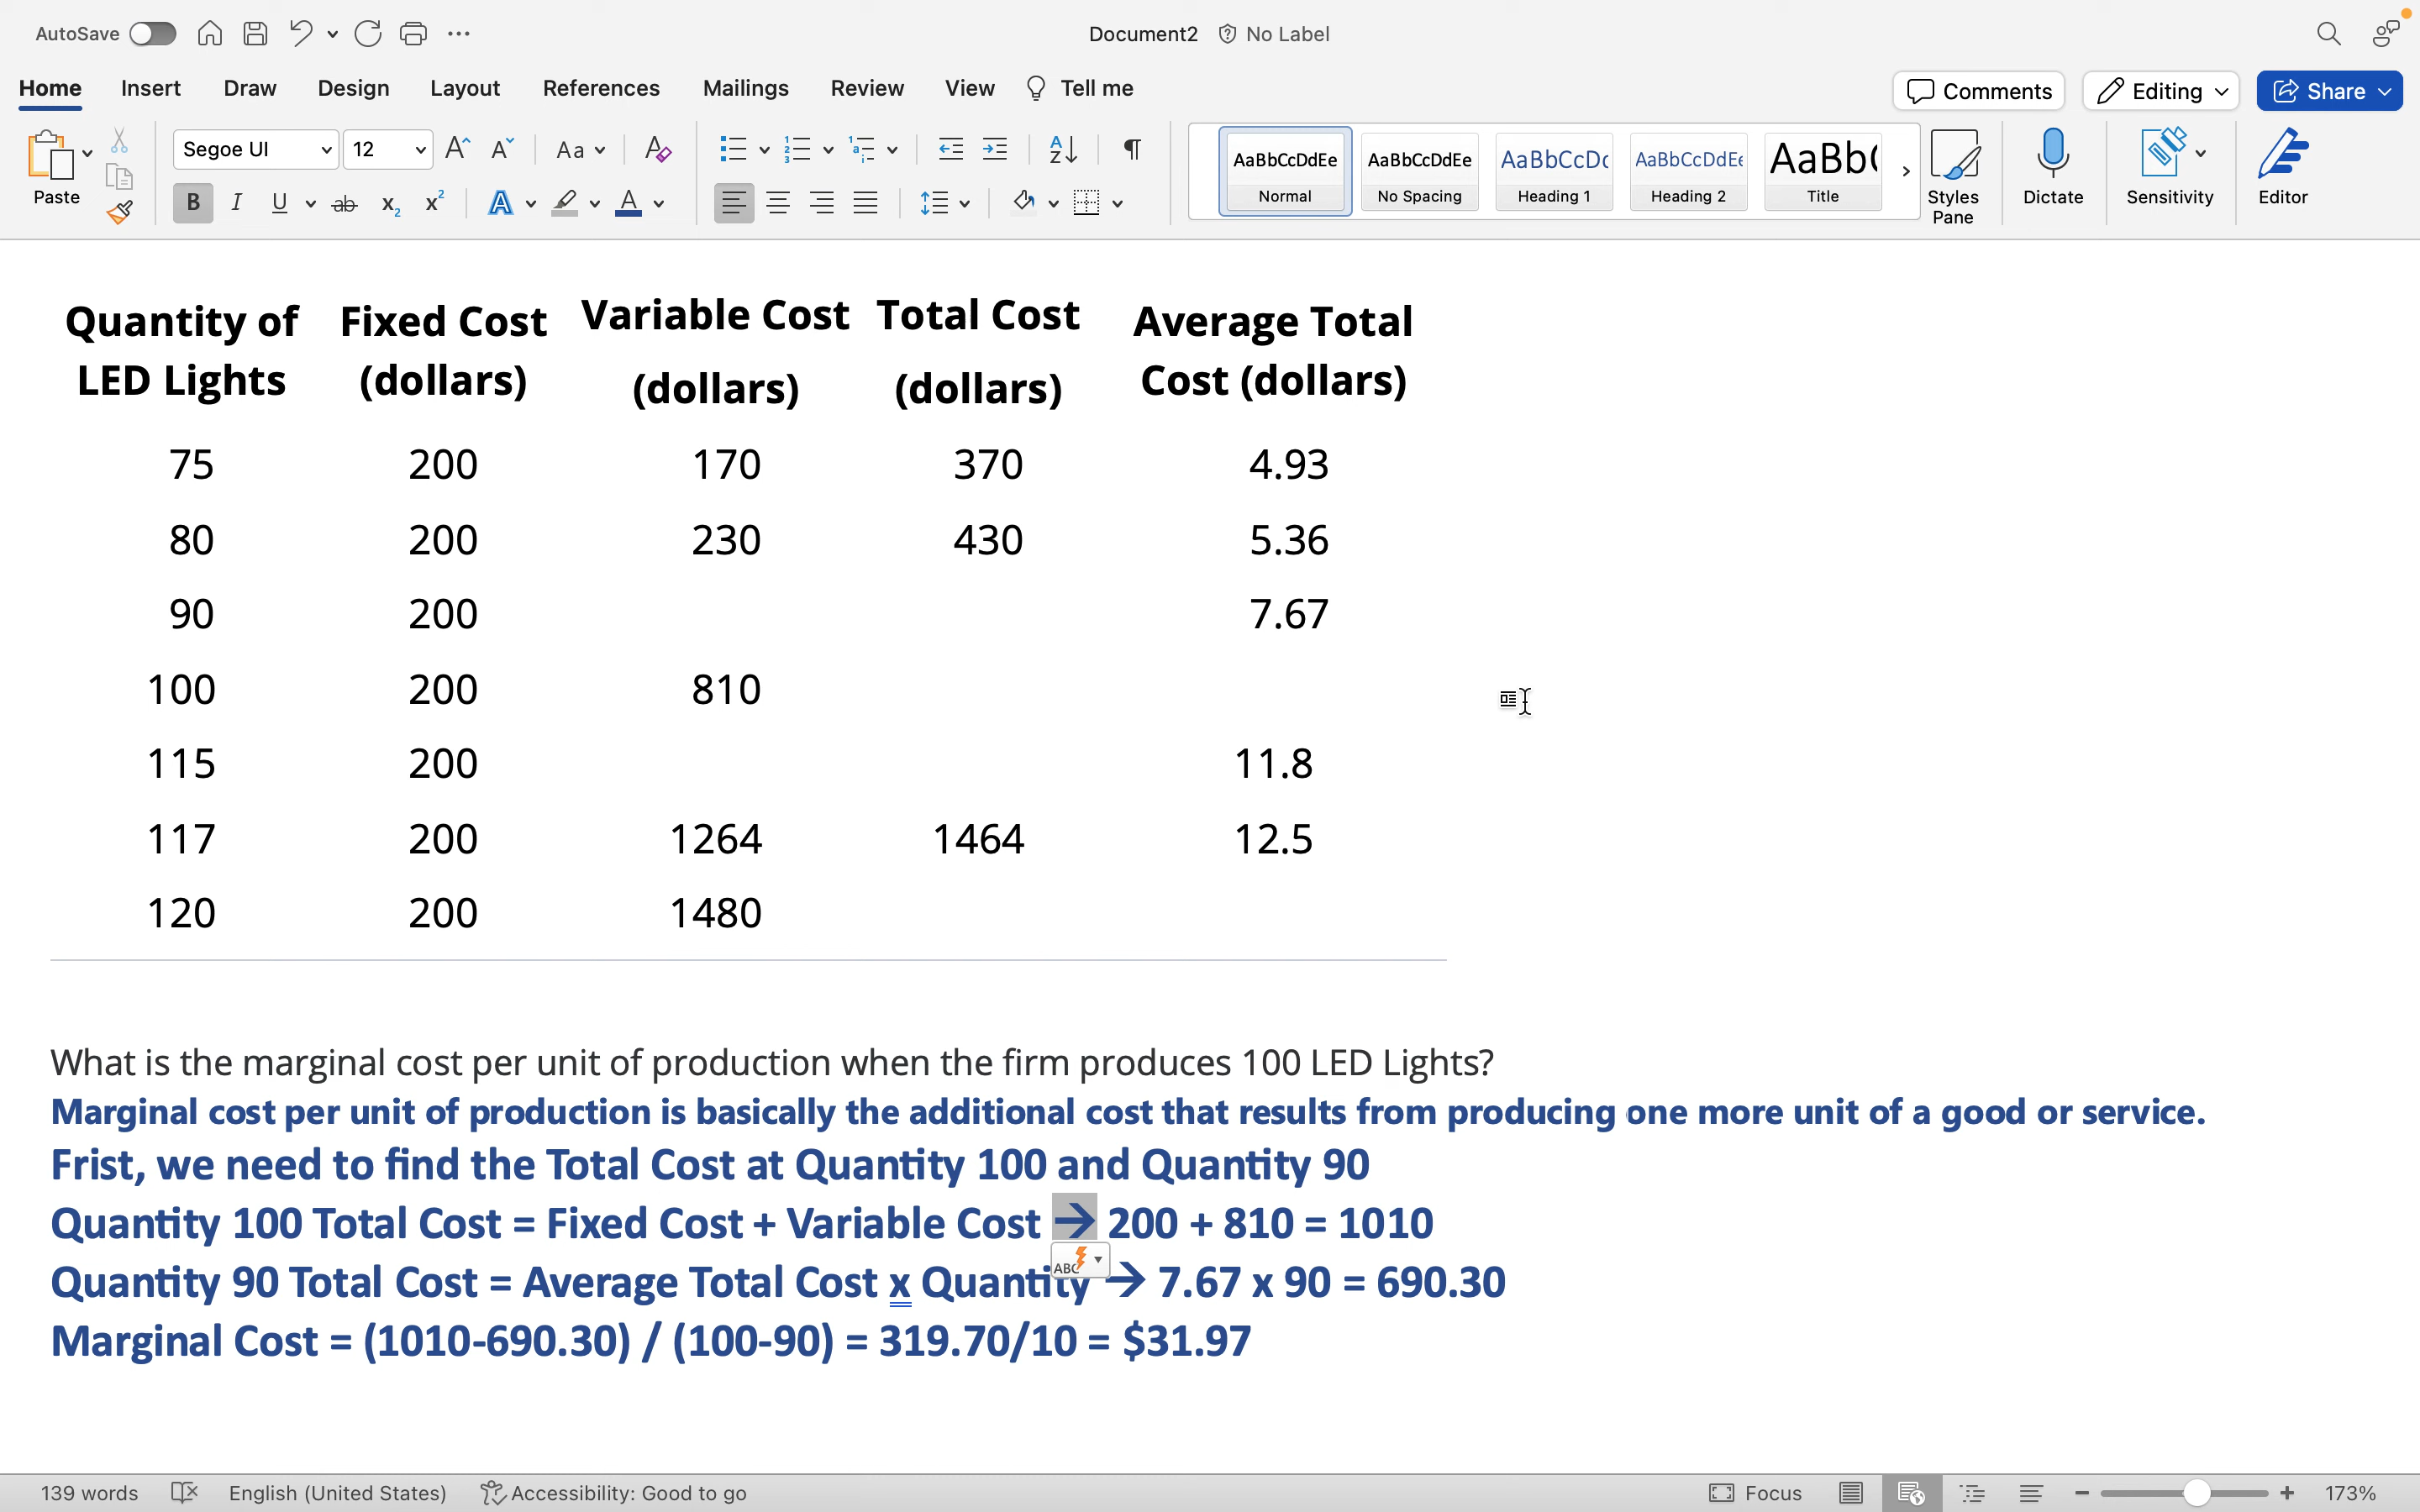 AutoSave
Document2 No Label
Home Insert Draw Design Layout References Mailings Review View Tell me Comments Editing Share
Paste
Segoe UI 12 Aa
AaBbCcDdEe AaBbCcDdEe AaBbCcDc AaBbCcDdEe AaBb(
Normal No Spacing Heading 1 Heading 2 Title
Styles Pane Dictate Sensitivity Editor
Quantity of LED Lights Fixed Cost (dollars) Variable Cost (dollars) Total Cost (dollars) Average Total Cost (dollars)
75 200 170 370 4.93
80 200 230 430 5.36
90 200 7.67
100 200 810
115 200 11.8
117 200 1264 1464 12.5
120 200 1480
What is the marginal cost per unit of production when the firm produces 100 LED Lights?
Marginal cost per unit of production is basically the additional cost that results from producing one more unit of a good or service.
Frist, we need to find the Total Cost at Quantity 100 and Quantity 90
Quantity 100 Total Cost = Fixed Cost + Variable Cost → 200 + 810 = 1010
Quantity 90 Total Cost = Average Total Cost x Quantity → 7.67 x 90 = 690.30
Marginal Cost = (1010-690.30) / (100-90) = 319.70/10 = $31.97
139 words English (United States) Accessibility: Good to go Focus 173%